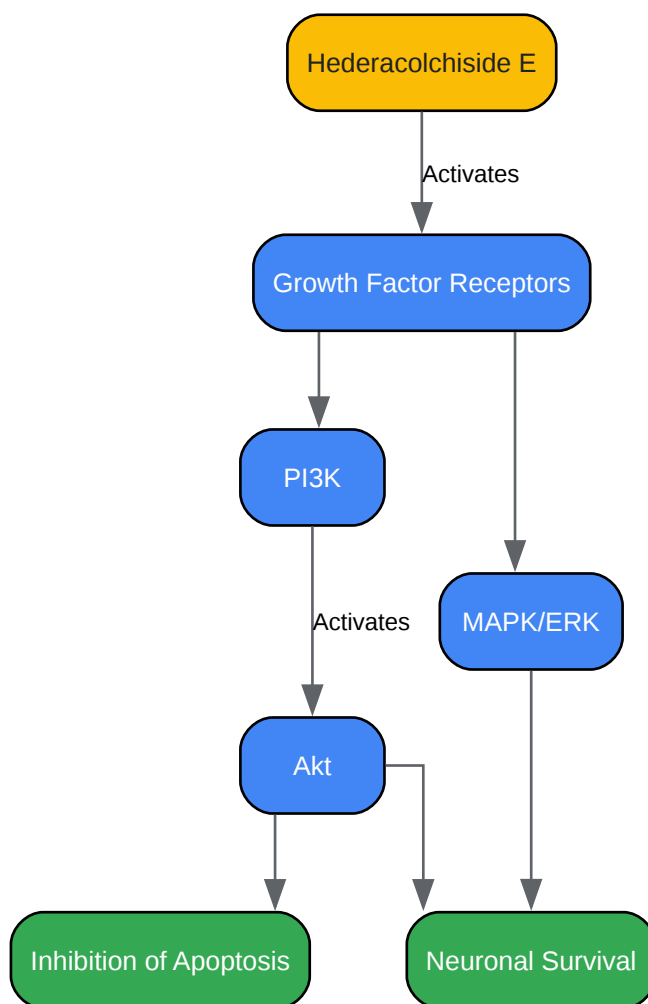 Hederacolchiside E
Activates
Growth Factor Receptors
PI3K
Activates
MAPK/ERK
Akt
Inhibition of Apoptosis
Neuronal Survival